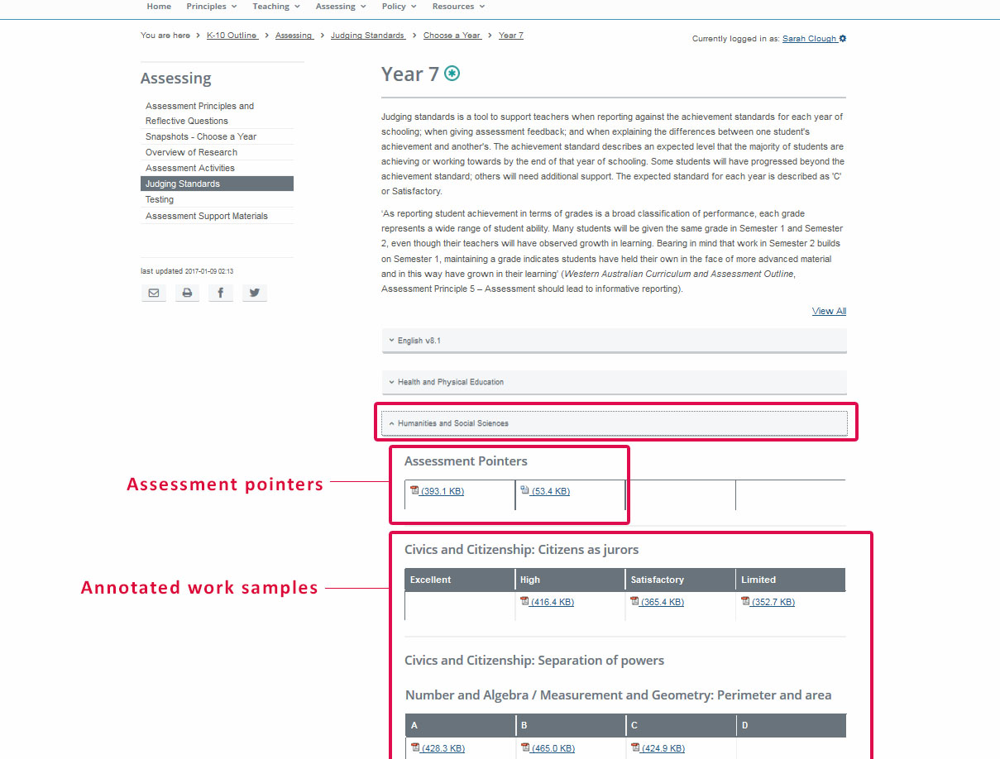 Home Principles Teaching Assessing Policy Resources
You are here > K-10 Outline > Assessing > Judging Standards > Choose a Year > Year 7
Currently logged in as: Sarah Clough
Assessing
Assessment Principles and
Reflective Questions
Snapshots - Choose a Year
Overview of Research
Assessment Activities
Judging Standards
Testing
Assessment Support Materials
last updated 2017-01-09 02:13
Year 7
Judging standards is a tool to support teachers when reporting against the achievement standards for each year of
schooling; when giving assessment feedback; and when explaining the differences between one student's
achievement and another's. The achievement standard describes an expected level that the majority of students are
achieving or working towards by the end of that year of schooling. Some students will have progressed beyond the
achievement standard; others will need additional support. The expected standard for each year is described as 'C'
or Satisfactory.
'As reporting student achievement in terms of grades is a broad classification of performance, each grade
represents a wide range of student ability. Many students will be given the same grade in Semester 1 and Semester
2, even though their teachers will have observed growth in learning. Bearing in mind that work in Semester 2 builds
on Semester 1, maintaining a grade indicates students have held their own in the face of more advanced material
and in this way have grown in their learning' (Western Australian Curriculum and Assessment Outline,
Assessment Principle 5 – Assessment should lead to informative reporting).
View All
English v8.1
Health and Physical Education
Humanities and Social Sciences
Assessment Pointers
Assessment pointers
(393.1 KB) (53.4 KB)
Civics and Citizenship: Citizens as jurors
Annotated work samples
Excellent High Satisfactory Limited
(416.4 KB) (365.4 KB) (352.7 KB)
Civics and Citizenship: Separation of powers
Number and Algebra / Measurement and Geometry: Perimeter and area
A B C D
(428.3 KB) (465.0 KB) (424.9 KB)